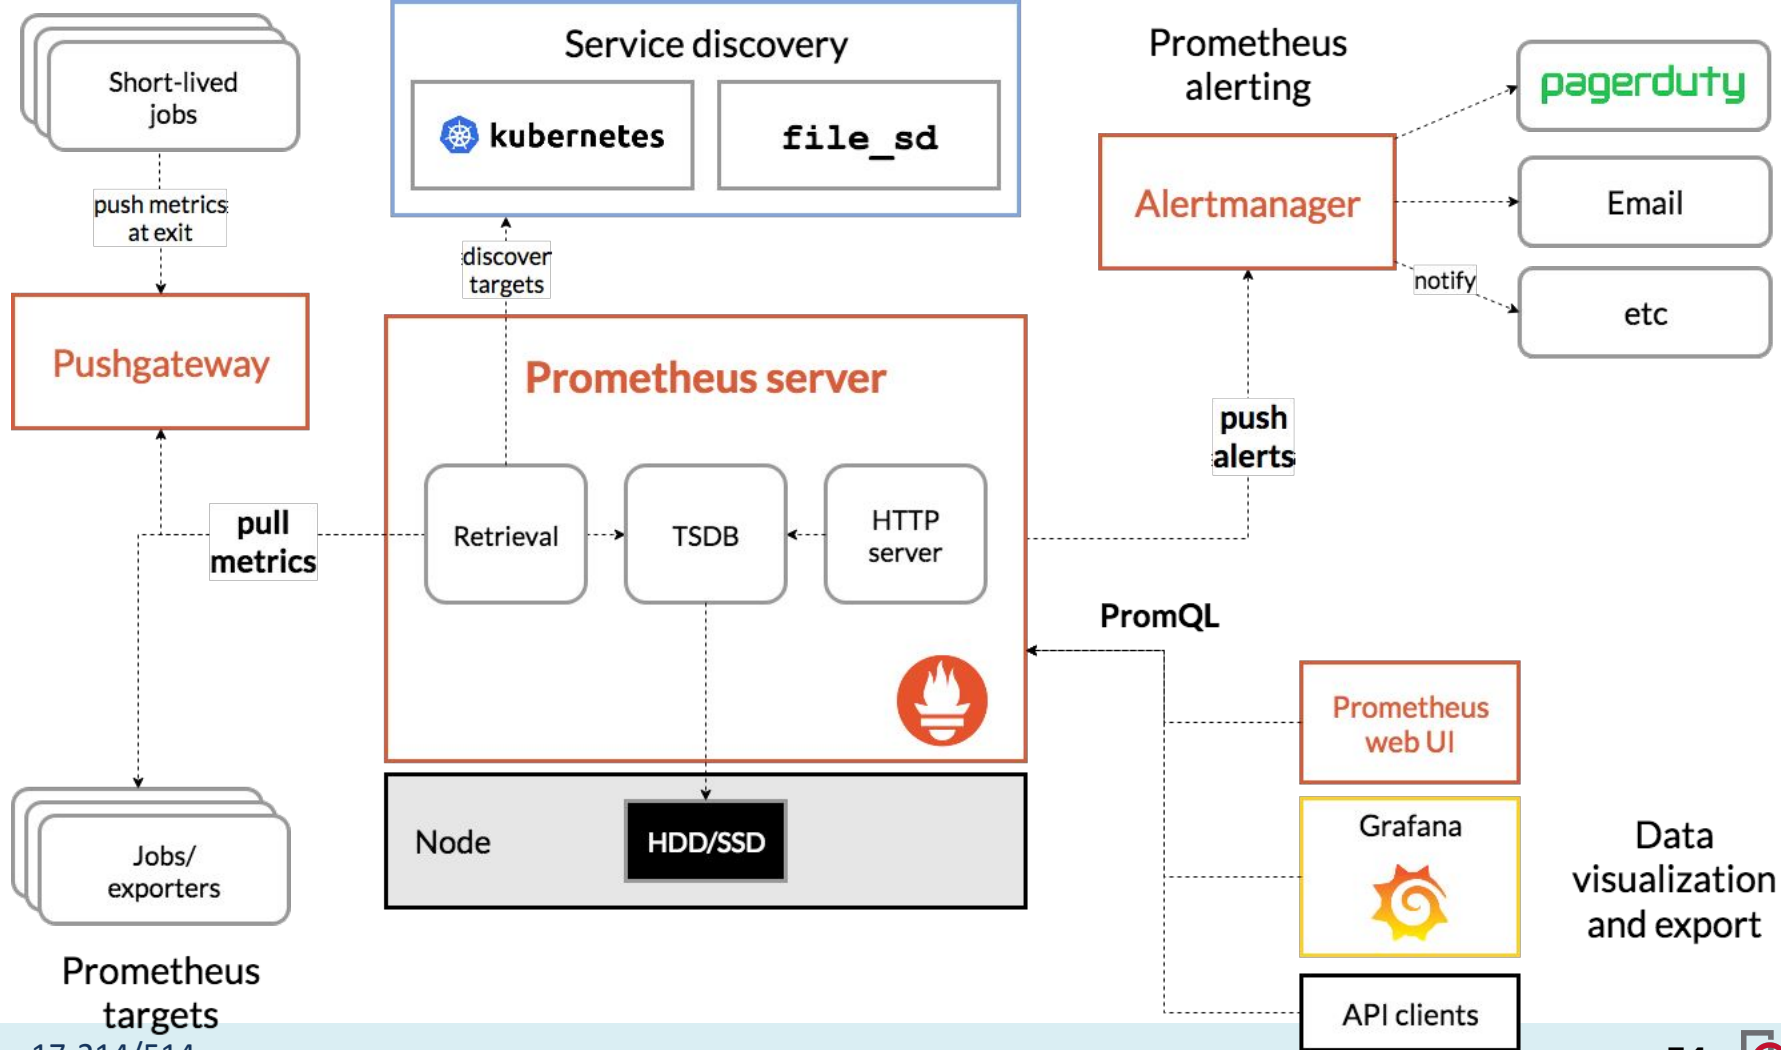 Short-lived
jobs
push metrics
at exit
Pushgateway
pull
metrics
Jobs/
exporters
Prometheus
targets
Service discovery
kubernetes
file_sd
discover
targets
Prometheus server
Retrieval
TSDB
HTTP
server
Node
HDD/SSD
Prometheus
alerting
Alertmanager
pagerduty
Email
notify
etc
push
alerts
PromQL
Prometheus
web UI
Grafana
API clients
Data
visualization
and export